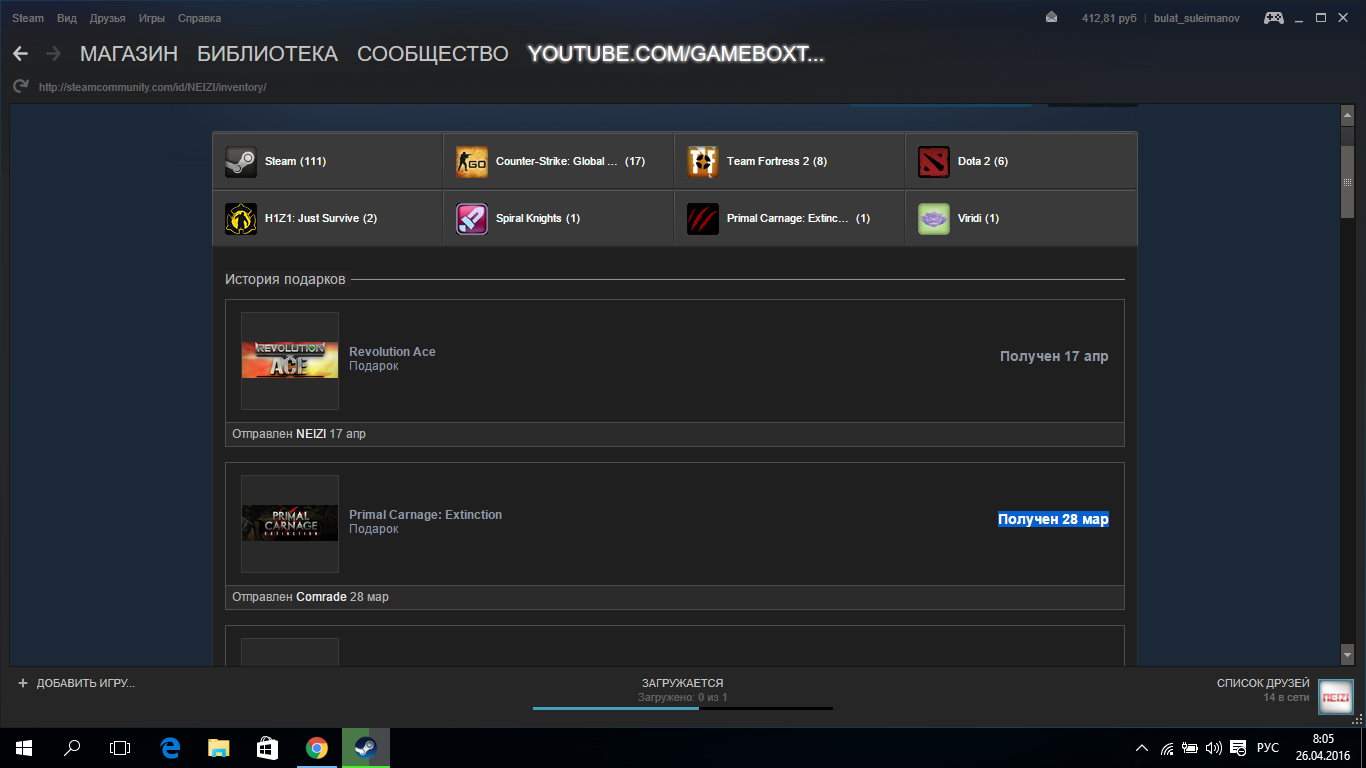 Steam Вид Друзья Игры Справка 412,81 руб | bulat_suleimanov
МАГАЗИН БИБЛИОТЕКА СООБЩЕСТВО YOUTUBE.COM/GAMEBOXT...
http://steamcommunity.com/id/NEIZI/inventory/
Steam (111) Counter-Strike: Global ... (17) Team Fortress 2 (8) Dota 2 (6)
H1Z1: Just Survive (2) Spiral Knights (1) Primal Carnage: Extinc... (1) Viridi (1)
История подарков
REVOLUTION
ACE
Revolution Ace
Подарок
Получен 17 апр
Отправлен NEIZI 17 апр
PRIMAL
CARNAGE
EXTINCTION
Primal Carnage: Extinction
Подарок
Получен 28 мар
Отправлен Comrade 28 мар
+ ДОБАВИТЬ ИГРУ...
ЗАГРУЖАЕТСЯ
Загружено: 0 из 1
СПИСОК ДРУЗЕЙ
14 в сети
NEIZI
РУС
8:05
26.04.2016